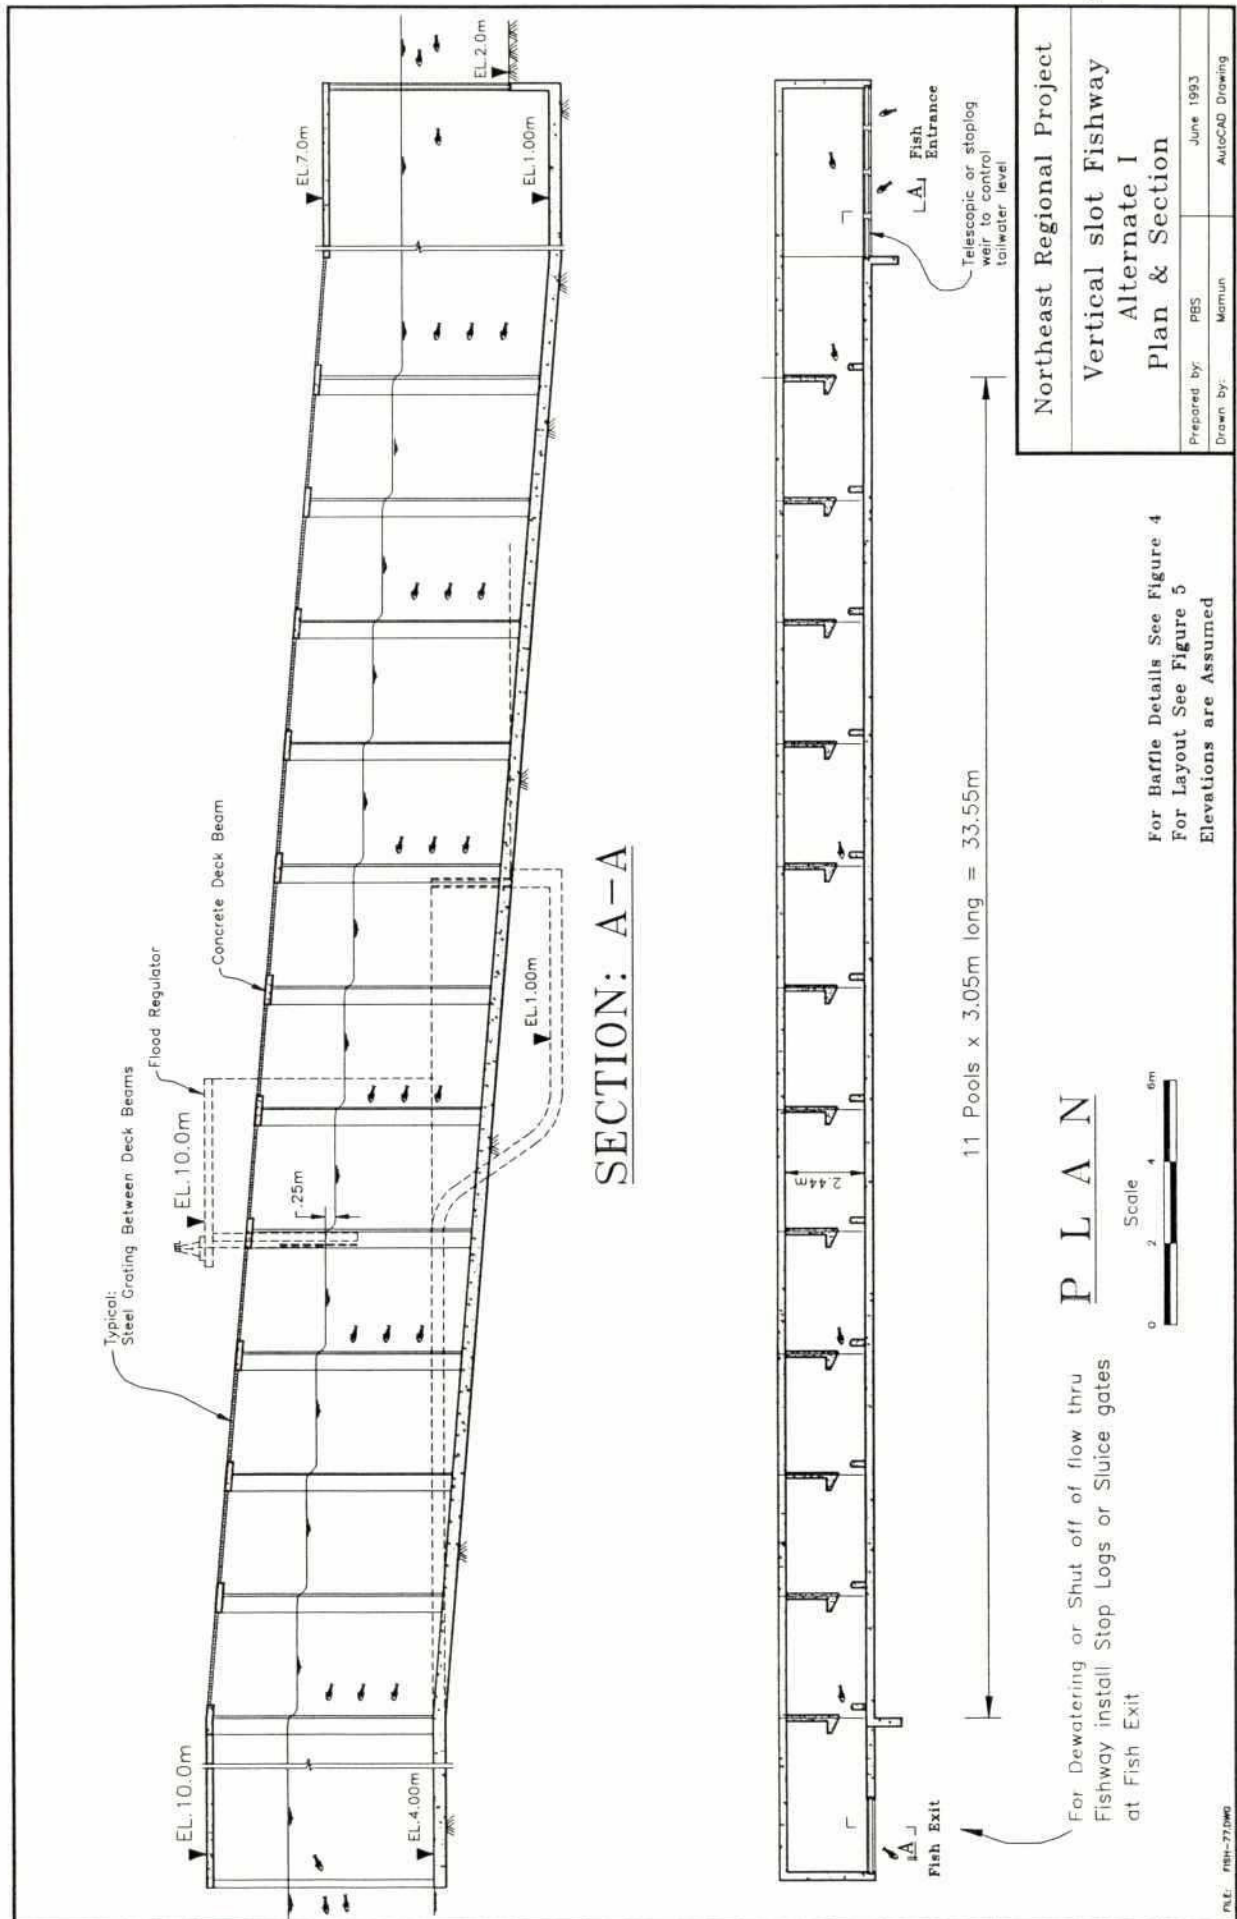 Typical:
Steel Grating Between Deck Beams
Flood Regulator
Concrete Deck Beam
EL.10.0m
EL.10.0m
EL.7.0m
EL.2.0m
.25m
EL.4.00m
EL.1.00m
EL.1.00m
SECTION: A-A
2.44m
A
Fish Exit
A
Fish
Entrance
Telescopic or stoplog
weir to control
tailwater level
11 Pools x 3.05m long = 33.55m
For Dewatering or Shut off of flow thru
Fishway install Stop Logs or Sluice gates
at Fish Exit
PLAN
0 2 4 6m
Scale
For Baffle Details See Figure 4
For Layout See Figure 5
Elevations are Assumed
Northeast Regional Project
Vertical slot Fishway
Alternate I
Plan & Section
Prepared by: PBS June 1993
Drawn by: Mamun AutoCAD Drawing
FILE: FISH-77.DWG